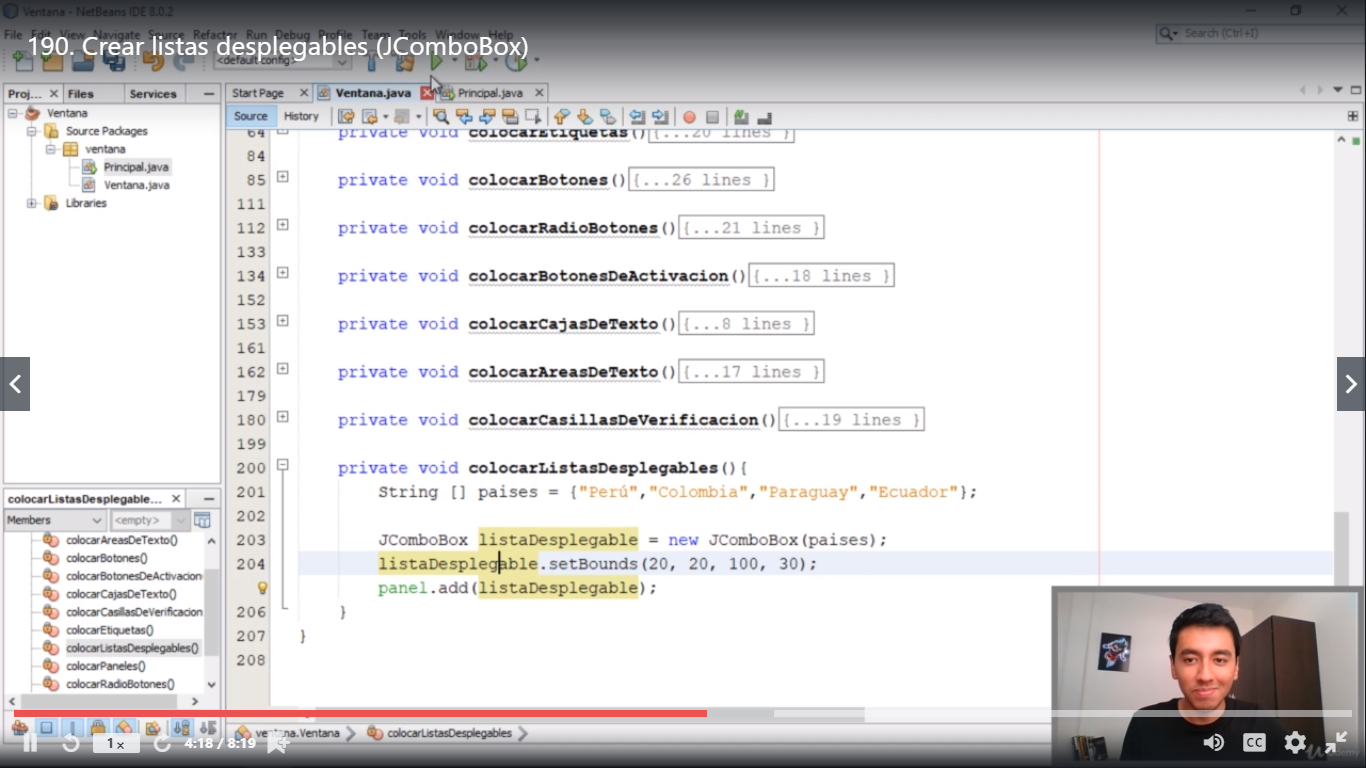 Ventana - NetBeans IDE 8.0.2
File Edit View Navigate Source Refactor Run Debug Profile Team Tools Window Help
190. Crear listas desplegables (JComboBox)
Search (Ctrl+I)
<default config>
Proj... Files Services
Start Page Ventana.java Principal.java
Source History
Ventana
Source Packages
ventana
Principal.java
Ventana.java
Libraries
64 private void colocarEtiquetas(){...20 lines }
84
85 private void colocarBotones(){...26 lines }
111
112 private void colocarRadioBotones(){...21 lines }
133
134 private void colocarBotonesDeActivacion(){...18 lines }
152
153 private void colocarCajasDeTexto(){...8 lines }
161
162 private void colocarAreasDeTexto(){...17 lines }
179
180 private void colocarCasillasDeVerificacion(){...19 lines }
199
200 private void colocarListasDesplegables(){
201 String [] paises = {"Perú","Colombia","Paraguay","Ecuador"};
202
203 JComboBox listaDesplegable = new JComboBox(paises);
204 listaDesplegable.setBounds(20, 20, 100, 30);
panel.add(listaDesplegable);
206 }
207 }
208
colocarListasDesplegable...
Members <empty>
colocarAreasDeTexto()
colocarBotones()
colocarBotonesDeActivacion
colocarCajasDeTexto()
colocarCasillasDeVerificacion
colocarEtiquetas()
colocarListasDesplegables()
colocarPaneles()
colocarRadioBotones()
ventana.Ventana colocarListasDesplegables
1x 4:18 / 8:19
CC